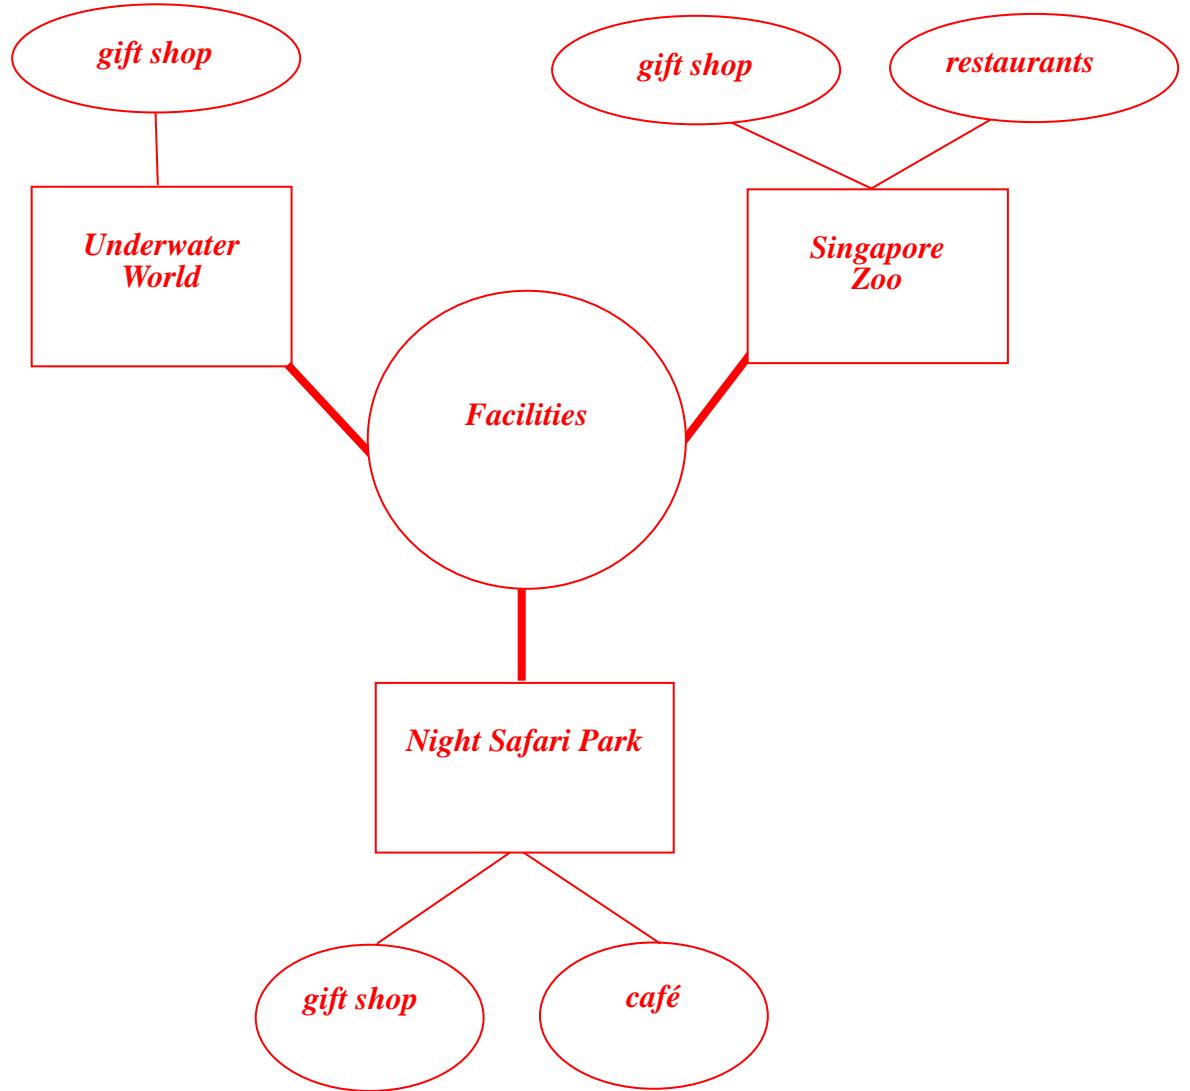 gift shop
gift shop
restaurants
Underwater
World
Singapore
Zoo
Facilities
Night Safari Park
gift shop
café